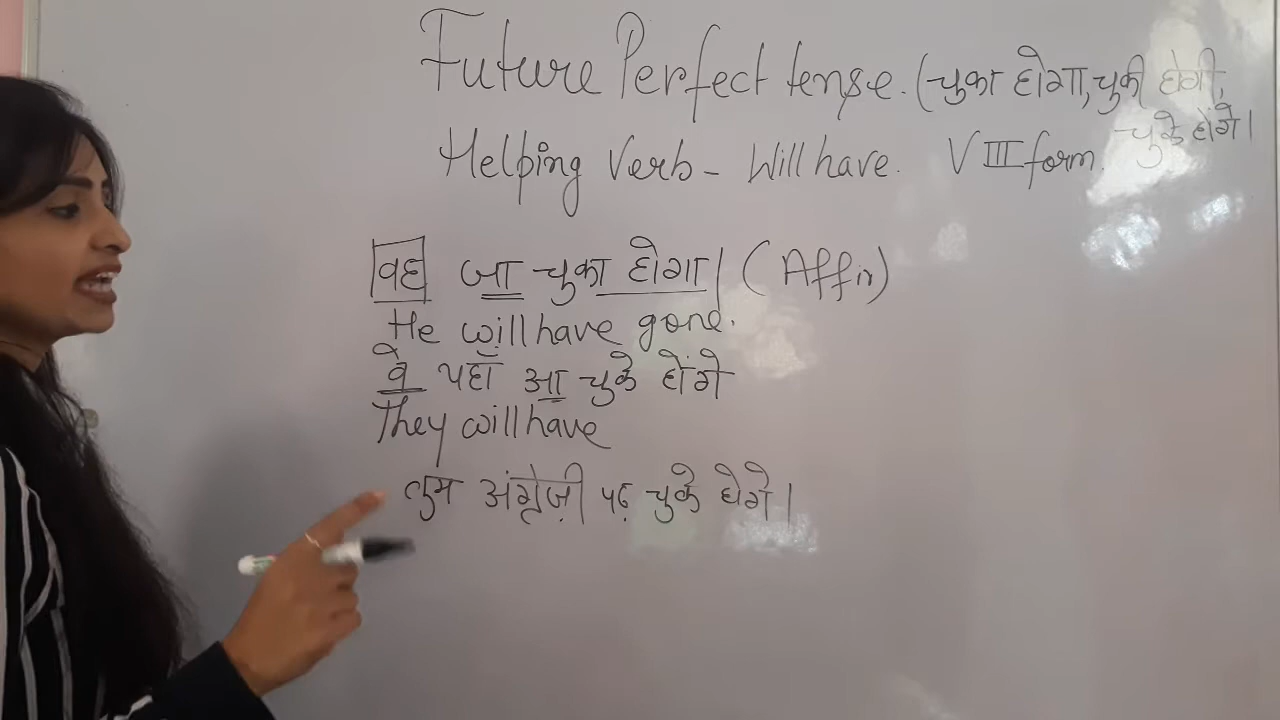 Future Perfect tense. (चुका होगा, चुकी होगी,
चुके होंगे।
Helping Verb - Will have. V III form.
वह जा चुका होगा। (Affir)
He will have gone.
वे यहाँ आ चुके होंगे
They will have
तुम अंग्रेज़ी पढ़ चुके होगे।